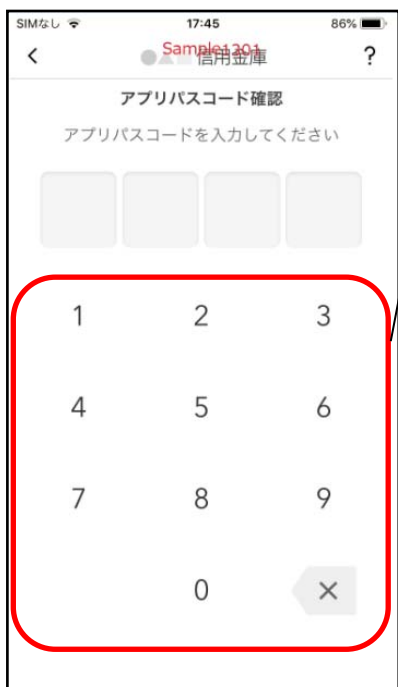 SIMなし 17:45 86%
< Sample1201 ●▲■信用金庫 ?
アプリパスコード確認
アプリパスコードを入力してください
1 2 3
4 5 6
7 8 9
0 ×